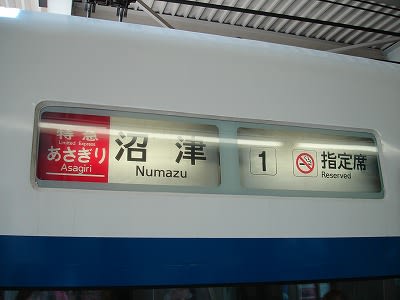 特急
Limited Express
あさぎり
Asagiri
沼津
Numazu
1
指定席
Reserved